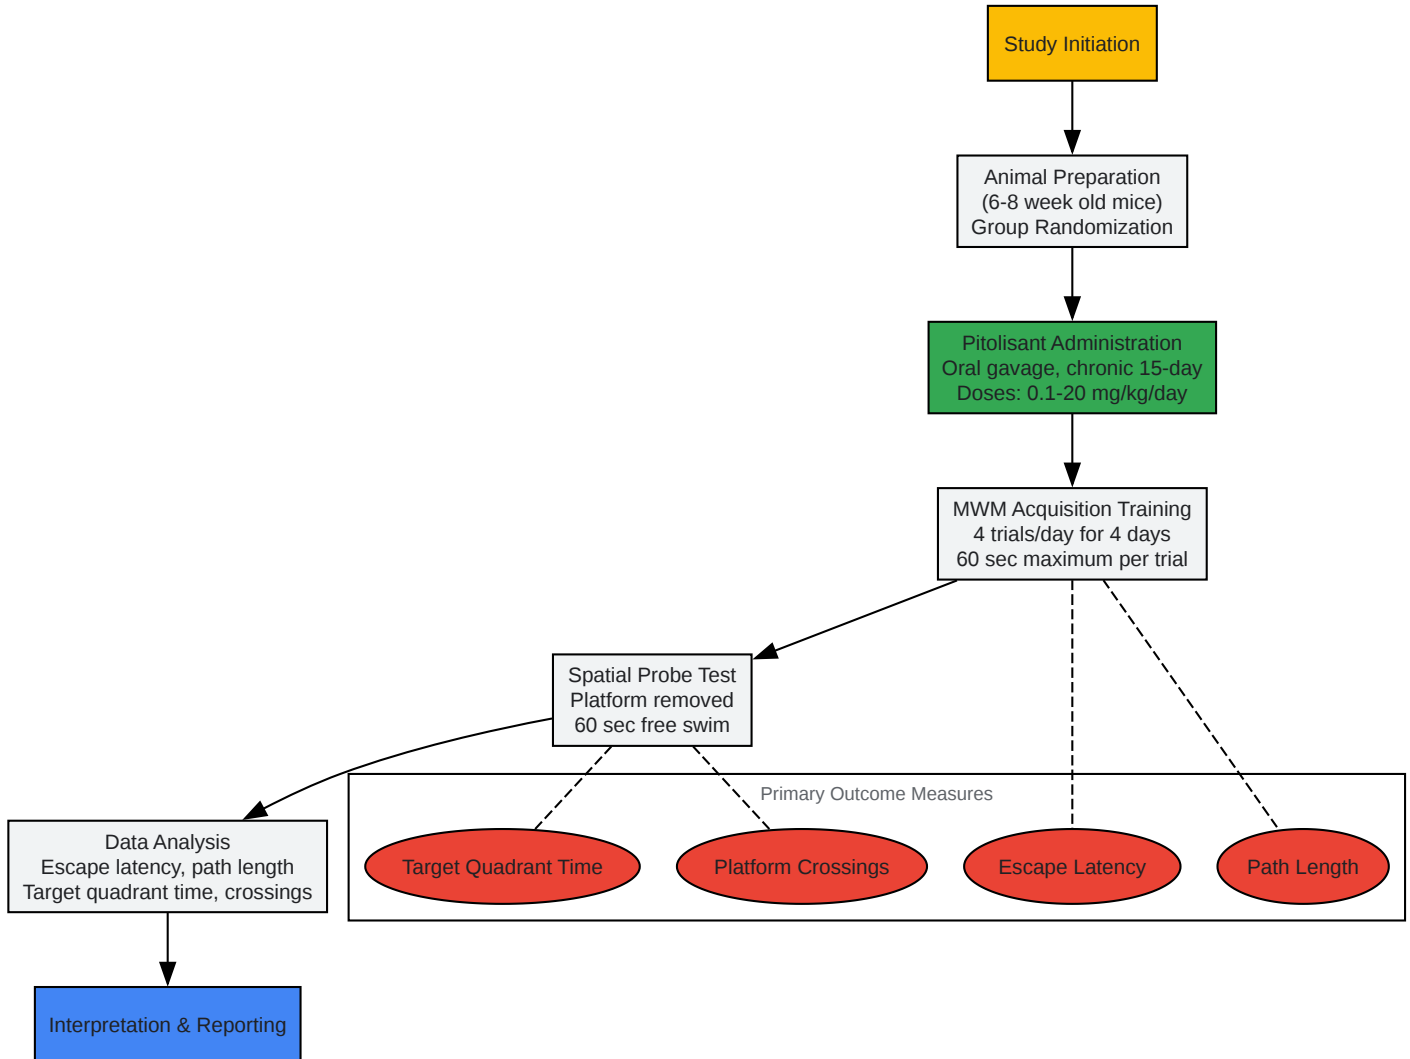 Study Initiation
Animal Preparation
(6-8 week old mice)
Group Randomization
Pitolisant Administration
Oral gavage, chronic 15-day
Doses: 0.1-20 mg/kg/day
MWM Acquisition Training
4 trials/day for 4 days
60 sec maximum per trial
Spatial Probe Test
Platform removed
60 sec free swim
Primary Outcome Measures
Target Quadrant Time
Platform Crossings
Escape Latency
Path Length
Data Analysis
Escape latency, path length
Target quadrant time, crossings
Interpretation & Reporting